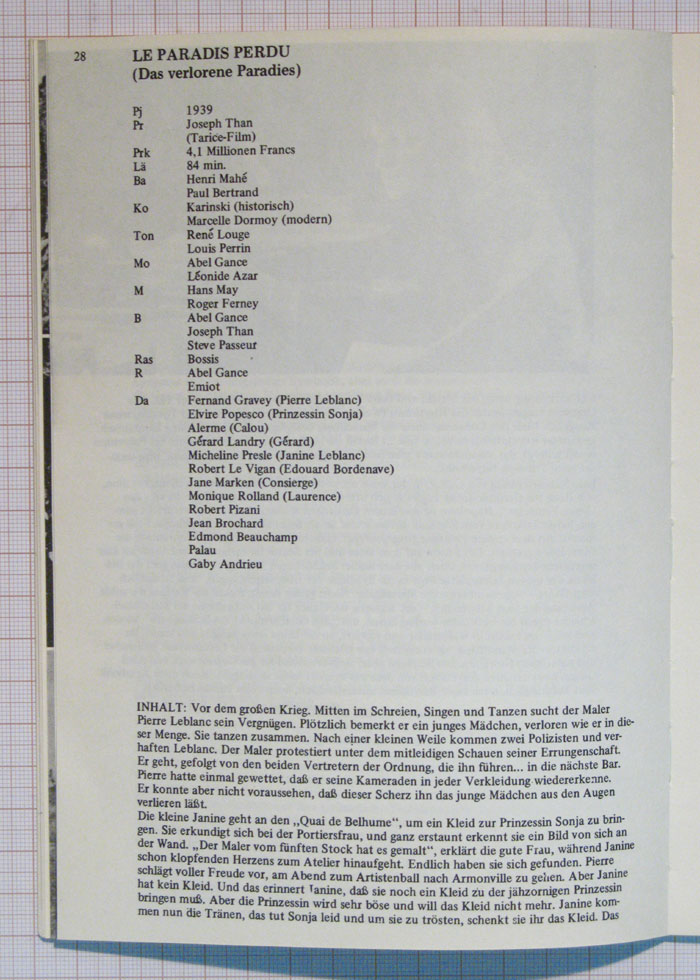 28
LE PARADIS PERDU
(Das verlorene Paradies)
Pj 1939
Pr Joseph Than
(Tarice-Film)
Prk 4,1 Millionen Francs
Lä 84 min.
Ba Henri Mahé
Paul Bertrand
Ko Karinski (historisch)
Marcelle Dormoy (modern)
Ton René Louge
Louis Perrin
Mo Abel Gance
Léonide Azar
M Hans May
Roger Ferney
B Abel Gance
Joseph Than
Steve Passeur
Ras Bossis
R Abel Gance
Emiot
Da Fernand Gravey (Pierre Leblanc)
Elvire Popesco (Prinzessin Sonja)
Alerme (Calou)
Gérard Landry (Gérard)
Micheline Presle (Janine Leblanc)
Robert Le Vigan (Edouard Bordenave)
Jane Marken (Consierge)
Monique Rolland (Laurence)
Robert Pizani
Jean Brochard
Edmond Beauchamp
Palau
Gaby Andrieu
INHALT: Vor dem großen Krieg. Mitten im Schreien, Singen und Tanzen sucht der Maler
Pierre Leblanc sein Vergnügen. Plötzlich bemerkt er ein junges Mädchen, verloren wie er in die-
ser Menge. Sie tanzen zusammen. Nach einer kleinen Weile kommen zwei Polizisten und ver-
haften Leblanc. Der Maler protestiert unter dem mitleidigen Schauen seiner Errungenschaft.
Er geht, gefolgt von den beiden Vertretern der Ordnung, die ihn führen... in die nächste Bar.
Pierre hatte einmal gewettet, daß er seine Kameraden in jeder Verkleidung wiedererkenne.
Er konnte aber nicht voraussehen, daß dieser Scherz ihn das junge Mädchen aus den Augen
verlieren läßt.
Die kleine Janine geht an den „Quai de Belhume", um ein Kleid zur Prinzessin Sonja zu brin-
gen. Sie erkundigt sich bei der Portiersfrau, und ganz erstaunt erkennt sie ein Bild von sich an
der Wand. „Der Maler vom fünften Stock hat es gemalt", erklärt die gute Frau, während Janine
schon klopfenden Herzens zum Atelier hinaufgeht. Endlich haben sie sich gefunden. Pierre
schlägt voller Freude vor, am Abend zum Artistenball nach Armonville zu gehen. Aber Janine
hat kein Kleid. Und das erinnert Janine, daß sie noch ein Kleid zu der jähzornigen Prinzessin
bringen muß. Aber die Prinzessin wird sehr böse und will das Kleid nicht mehr. Janine kom-
men nun die Tränen, das tut Sonja leid und um sie zu trösten, schenkt sie ihr das Kleid. Das